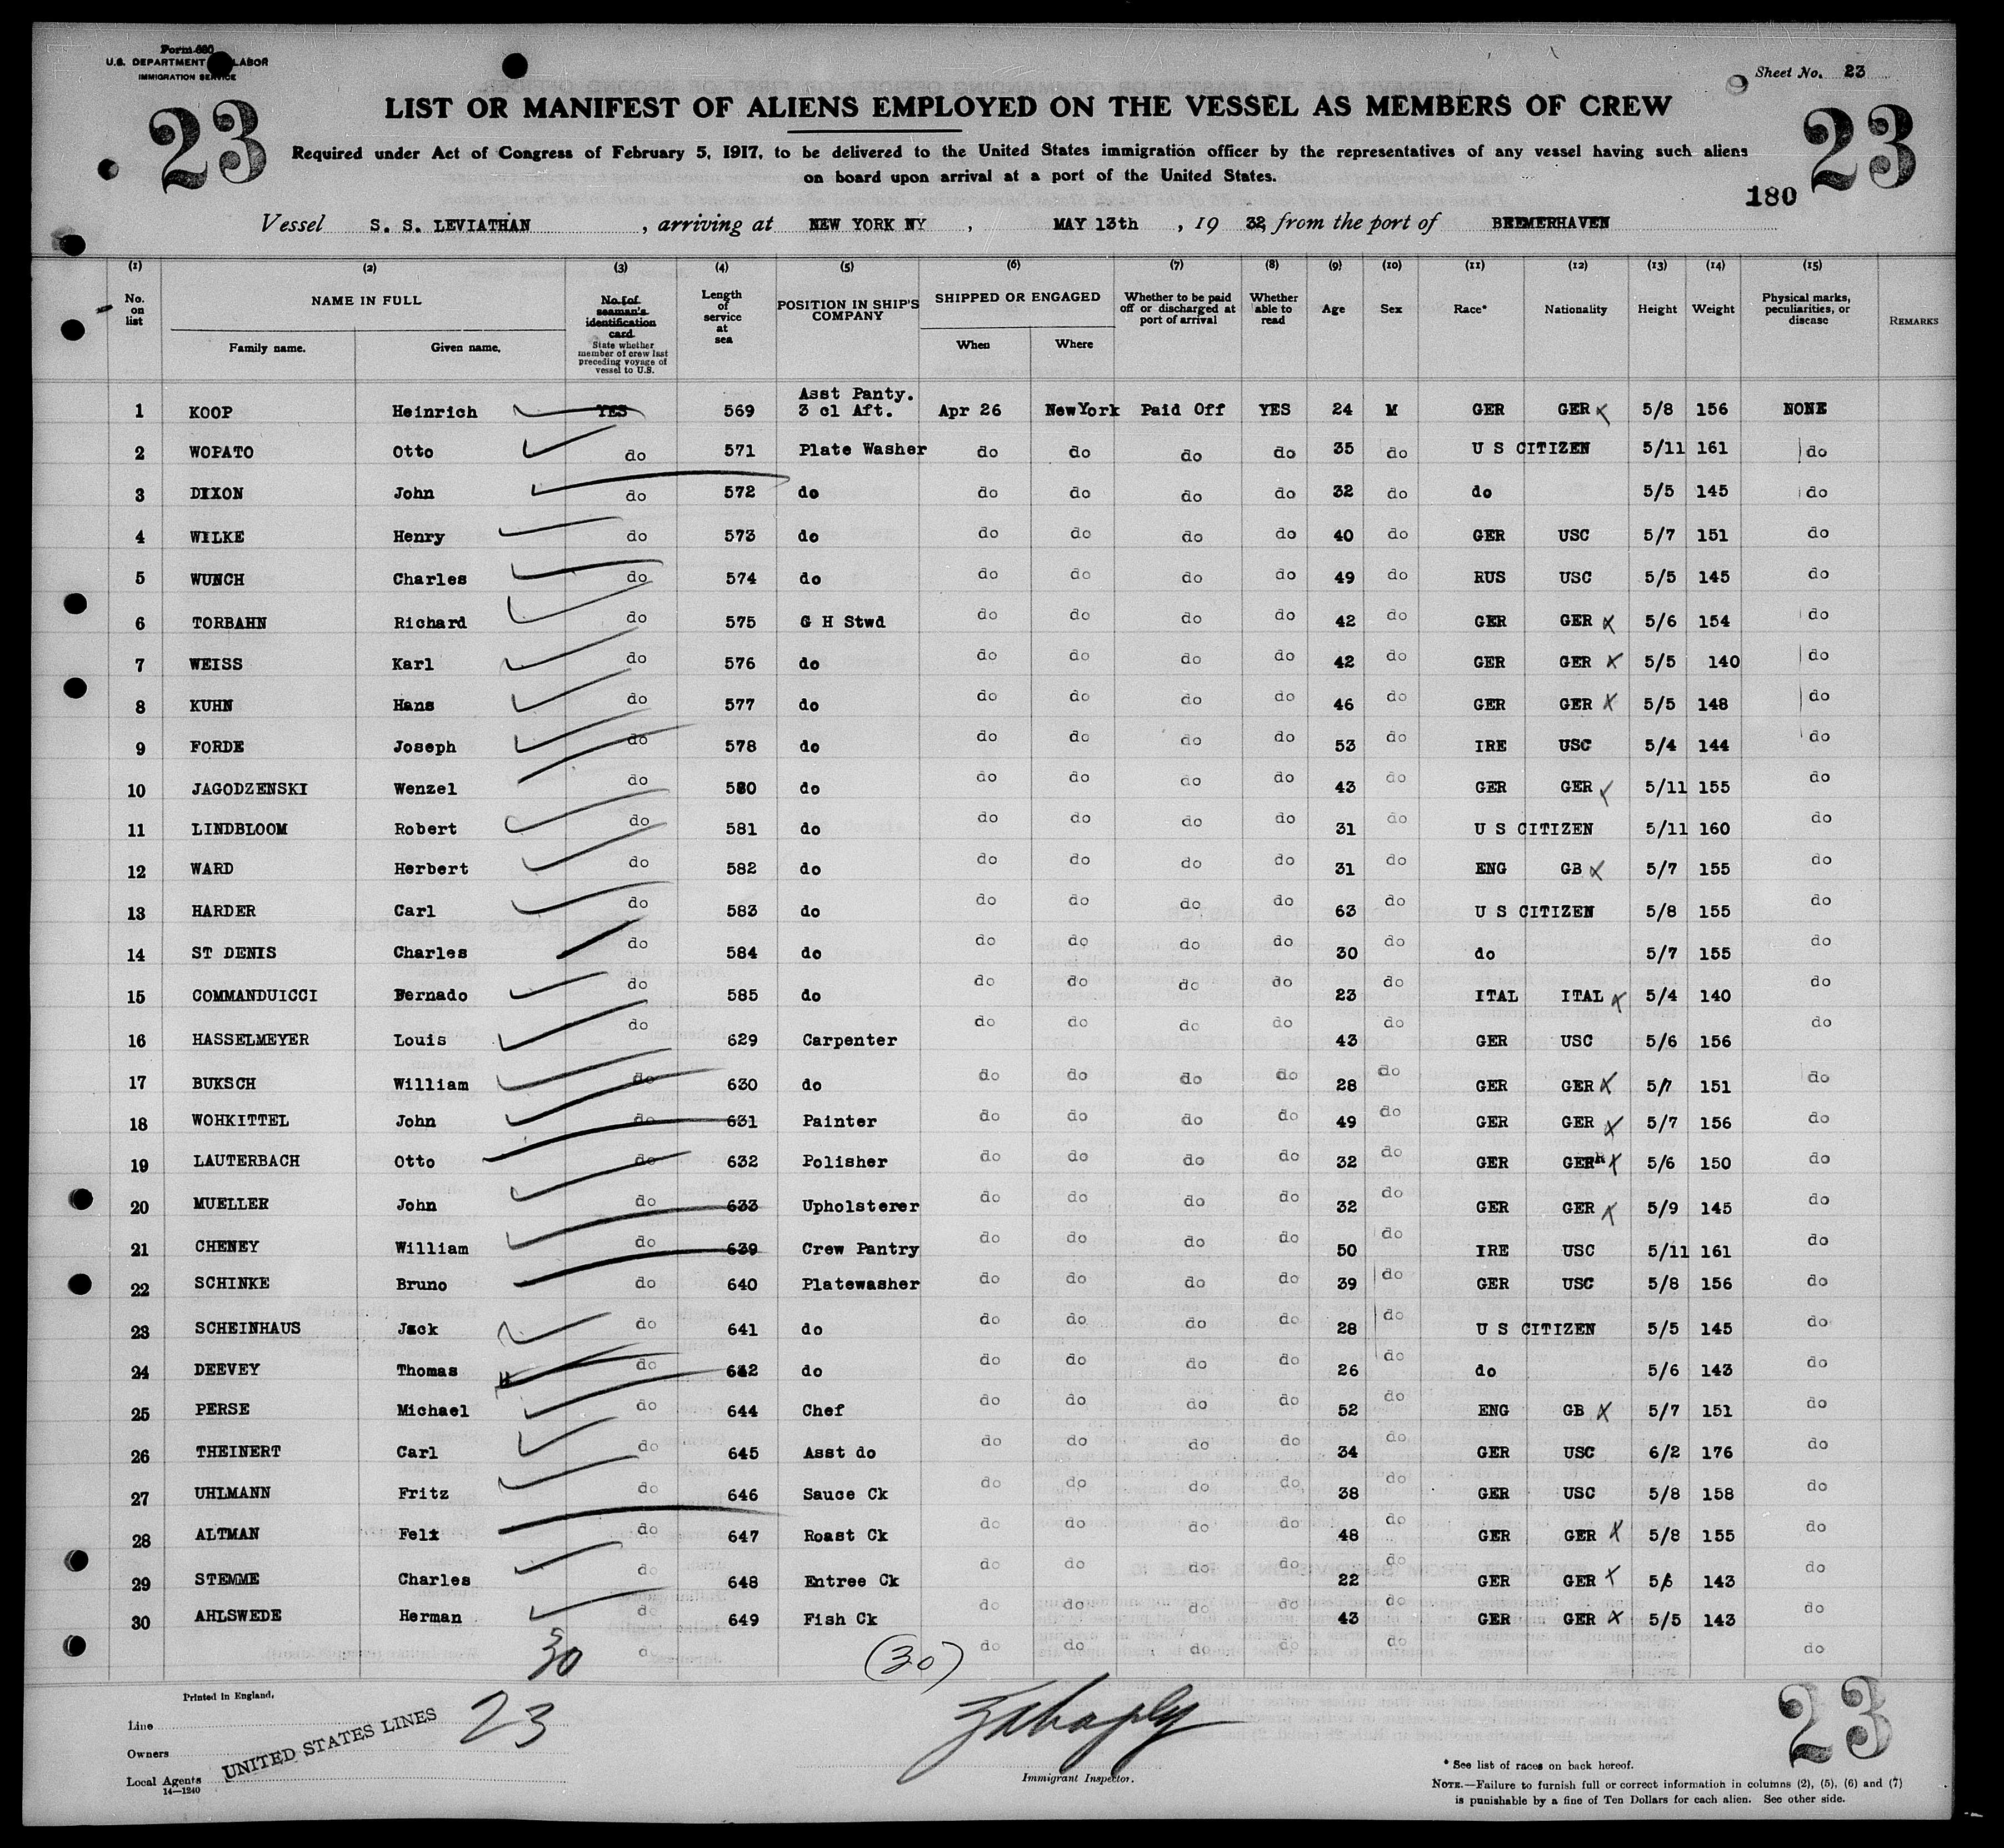 Form 680
U.S. DEPARTMENT LABOR
IMMIGRATION SERVICE
Sheet No. 23
23
23
LIST OR MANIFEST OF ALIENS EMPLOYED ON THE VESSEL AS MEMBERS OF CREW
Required under Act of Congress of February 5, 1917, to be delivered to the United States immigration officer by the representatives of any vessel having such aliens
on board upon arrival at a port of the United States.
180
Vessel S. S. LEVIATHAN , arriving at NEW YORK NY , MAY 13th , 19 32, from the port of BREMERHAVEN
(1) (2) (3) (4) (5) (6) (7) (8) (9) (10) (11) (12) (13) (14) (15)
No. on list
NAME IN FULL
Family name. Given name.
No. of seaman's identification card
State whether member of crew last preceding voyage of vessel to U.S.
Length of service at sea
POSITION IN SHIP'S COMPANY
SHIPPED OR ENGAGED
When Where
Whether to be paid off or discharged at port of arrival
Whether able to read
Age Sex Race* Nationality Height Weight
Physical marks, peculiarities, or disease
REMARKS
1 KOOP Heinrich YES 569 Asst Panty. 3 cl Aft. Apr 26 NewYork Paid Off YES 24 M GER GER 5/8 156 NONE
2 WOPATO Otto do 571 Plate Washer do do do do 35 do U S CITIZEN 5/11 161 do
3 DIXON John do 572 do do do do do 32 do do 5/5 145 do
4 WILKE Henry do 573 do do do do do 40 do GER USC 5/7 151 do
5 WUNCH Charles do 574 do do do do do 49 do RUS USC 5/5 145 do
6 TORBAHN Richard do 575 G H Stwd do do do do 42 do GER GER x 5/6 154 do
7 WEISS Karl do 576 do do do do do 42 do GER GER x 5/5 140 do
8 KUHN Hans do 577 do do do do do 46 do GER GER x 5/5 148 do
9 FORDE Joseph do 578 do do do do do 53 do IRE USC 5/4 144 do
10 JAGODZENSKI Wenzel do 580 do do do do do 43 do GER GER 5/11 155 do
11 LINDBLOOM Robert do 581 do do do do do 31 do U S CITIZEN 5/11 160 do
12 WARD Herbert do 582 do do do do do 31 do ENG GB x 5/7 155 do
13 HARDER Carl do 583 do do do do do 63 do U S CITIZEN 5/8 155 do
14 ST DENIS Charles do 584 do do do do do 30 do do 5/7 155 do
15 COMMANDUICCI Fernado do 585 do do do do do 23 do ITAL ITAL x 5/4 140 do
16 HASSELMEYER Louis do 629 Carpenter do do do do 43 do GER USC 5/6 156 do
17 BUKSCH William do 630 do do do do do 28 do GER GER x 5/7 151 do
18 WOHKITTEL John do 631 Painter do do do do 49 do GER GER x 5/7 156 do
19 LAUTERBACH Otto do 632 Polisher do do do do 32 do GER GER x 5/6 150 do
20 MUELLER John do 633 Upholsterer do do do do 32 do GER GER x 5/9 145 do
21 CHENEY William do 639 Crew Pantry do do do do 50 do IRE USC 5/11 161 do
22 SCHINKE Bruno do 640 Platewasher do do do do 39 do GER USC 5/8 156 do
23 SCHEINHAUS Jack do 641 do do do do do 28 do U S CITIZEN 5/5 145 do
24 DEEVEY Thomas do 642 do do do do do 26 do do 5/6 143 do
25 PERSE Michael do 644 Chef do do do do 52 do ENG GB x 5/7 151 do
26 THEINERT Carl do 645 Asst do do do do do 34 do GER USC 6/2 176 do
27 UHLMANN Fritz do 646 Sauce Ck do do do do 38 do GER USC 5/8 158 do
28 ALTMAN Felix do 647 Roast Ck do do do do 48 do GER GER x 5/8 155 do
29 STEMME Charles do 648 Entree Ck do do do do 22 do GER GER x 5/6 143 do
30 AHLSWEDE Herman do 649 Fish Ck do do do do 43 do GER GER x 5/5 143 do
do do do do do do
30 (30)
Printed in England.
Line
Owners
Local Agents
14—1240
UNITED STATES LINES
23
Immigrant Inspector.
23
* See list of races on back hereof.
NOTE.—Failure to furnish full or correct information in columns (2), (5), (6) and (7)
is punishable by a fine of Ten Dollars for each alien. See other side.